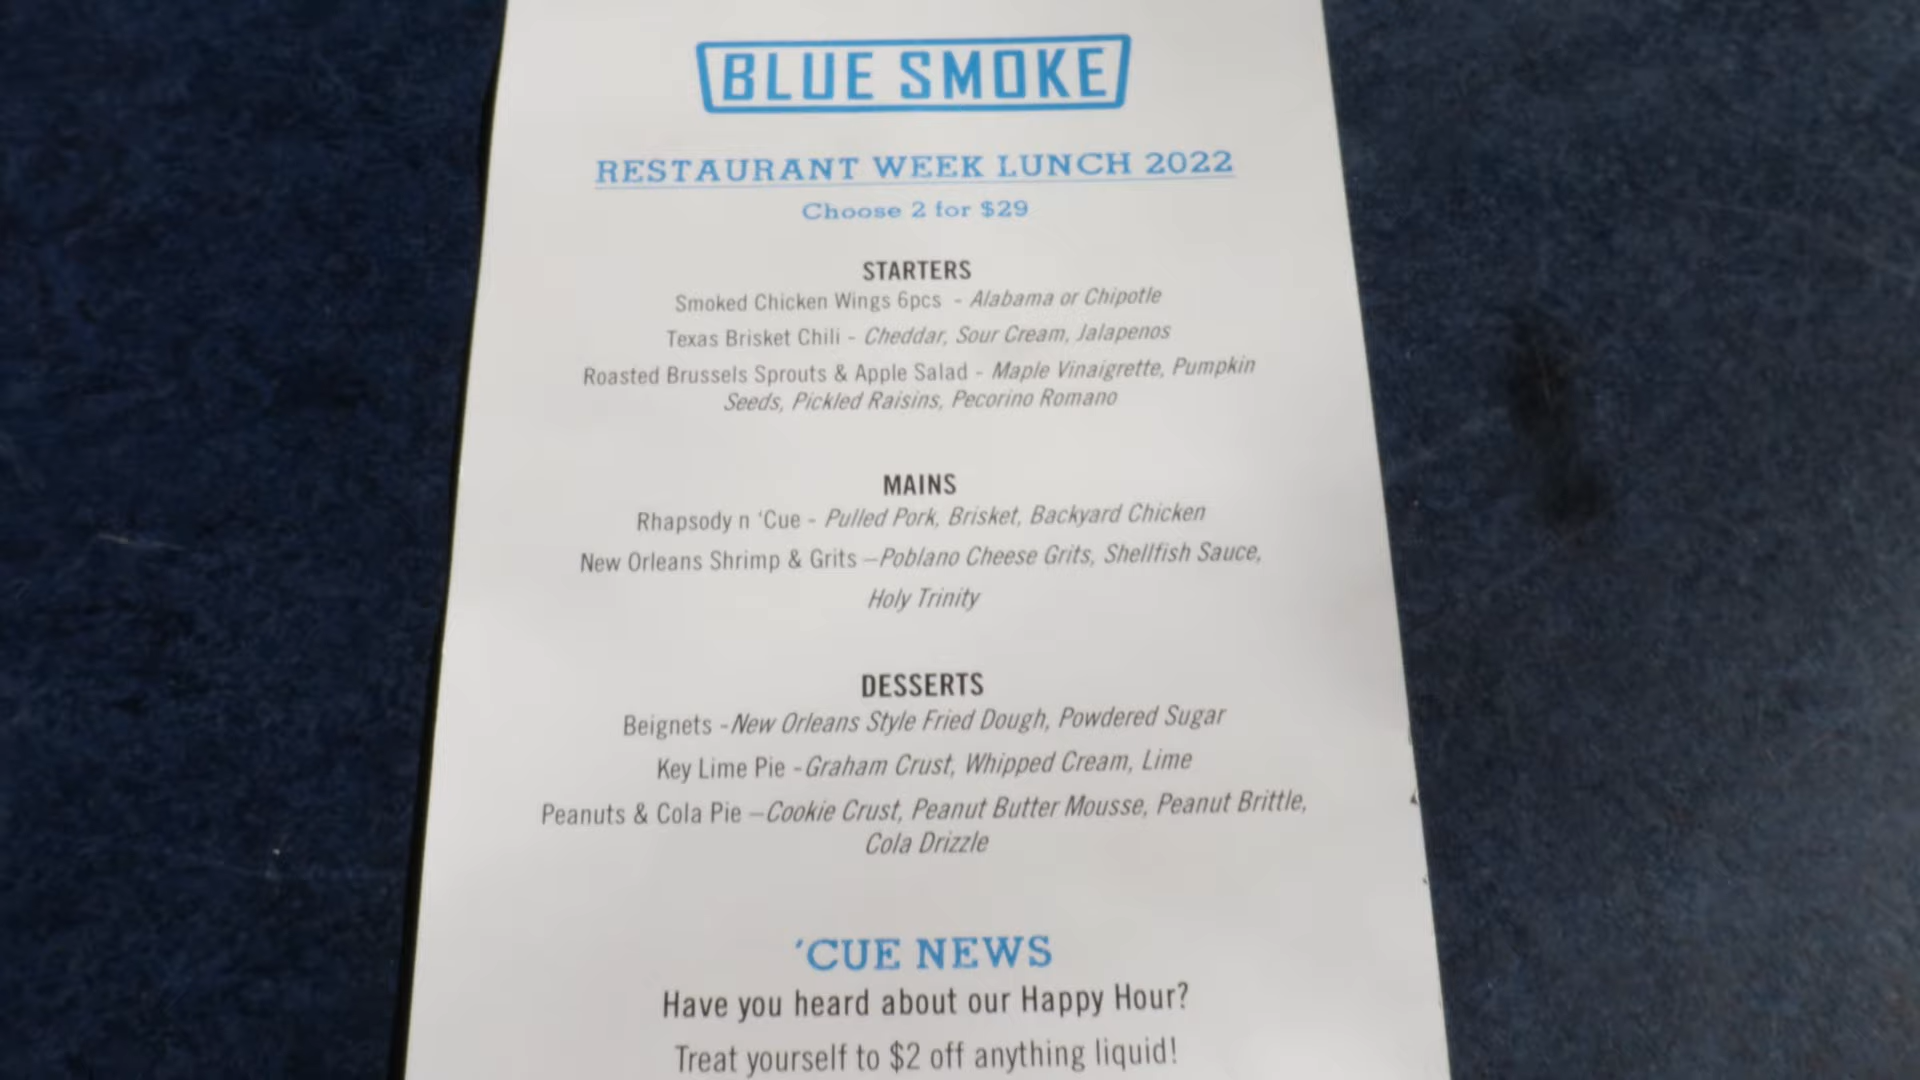 BLUE SMOKE
RESTAURANT WEEK LUNCH 2022
Choose 2 for $29
STARTERS
Smoked Chicken Wings 6pcs - Alabama or Chipotle
Texas Brisket Chili - Cheddar, Sour Cream, Jalapenos
Roasted Brussels Sprouts & Apple Salad - Maple Vinaigrette, Pumpkin
Seeds, Pickled Raisins, Pecorino Romano
MAINS
Rhapsody n ‘Cue - Pulled Pork, Brisket, Backyard Chicken
New Orleans Shrimp & Grits –Poblano Cheese Grits, Shellfish Sauce,
Holy Trinity
DESSERTS
Beignets -New Orleans Style Fried Dough, Powdered Sugar
Key Lime Pie -Graham Crust, Whipped Cream, Lime
Peanuts & Cola Pie –Cookie Crust, Peanut Butter Mousse, Peanut Brittle,
Cola Drizzle
'CUE NEWS
Have you heard about our Happy Hour?
Treat yourself to $2 off anything liquid!